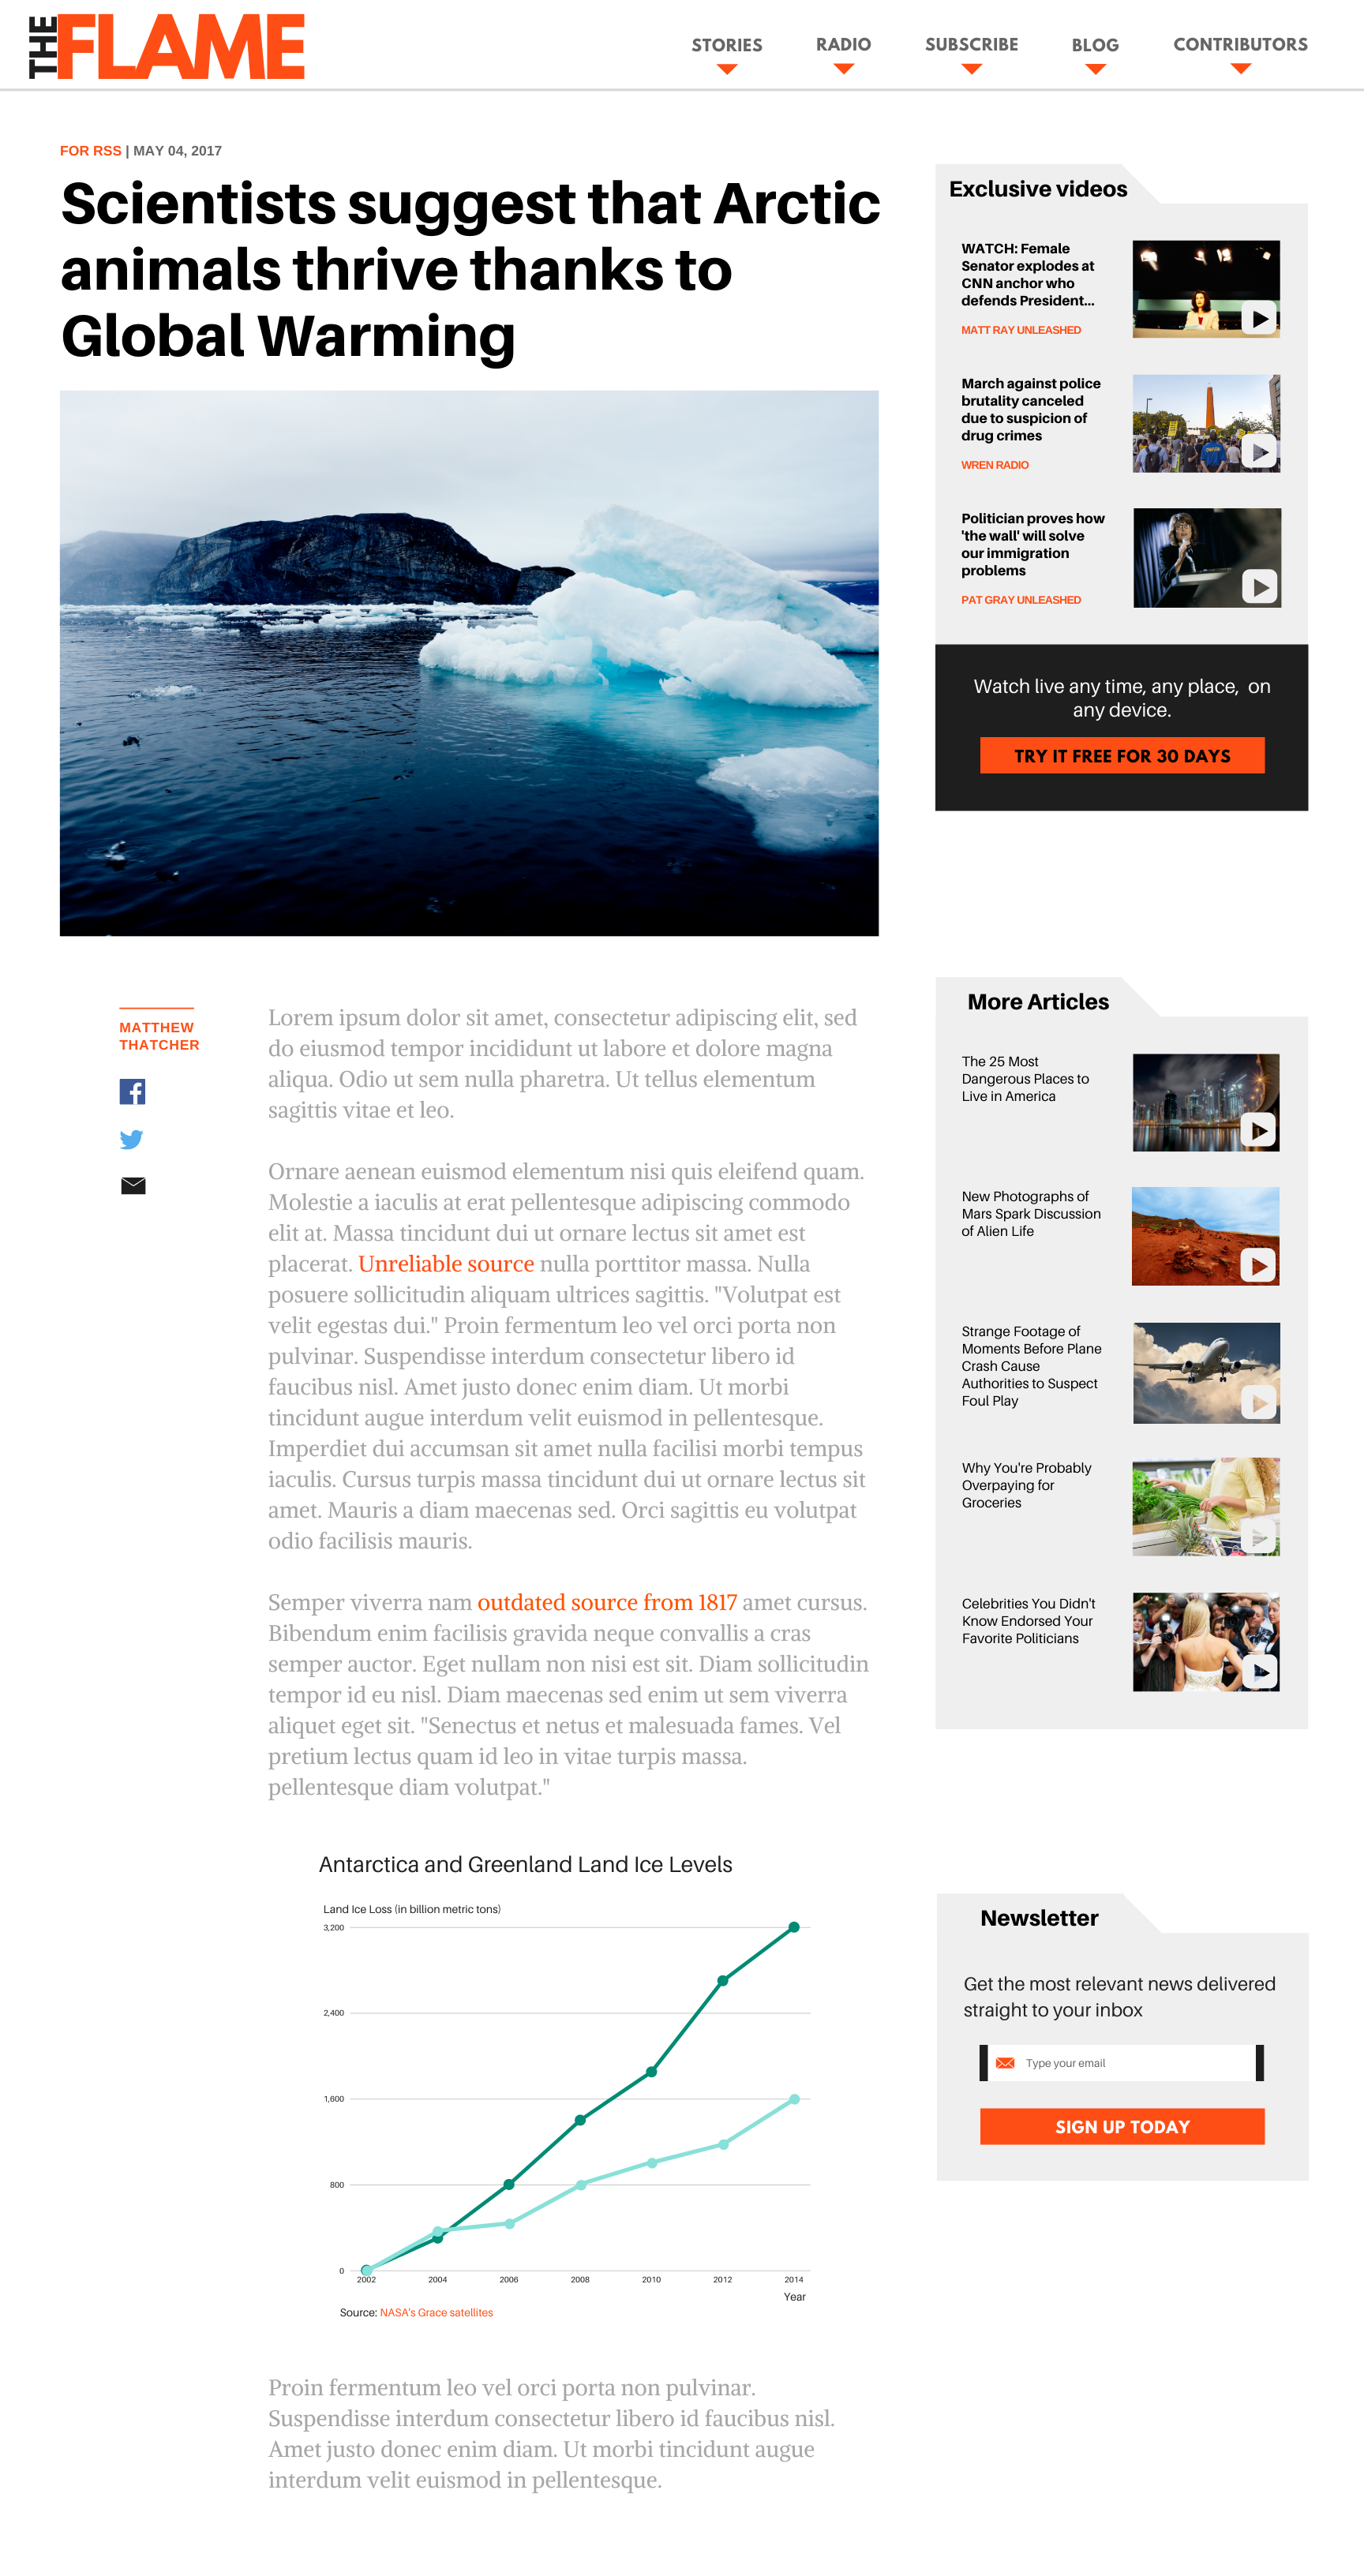 THE FLAME
STORIES
RADIO
SUBSCRIBE
BLOG
CONTRIBUTORS
FOR RSS | MAY 04, 2017
Scientists suggest that Arctic
animals thrive thanks to
Global Warming
MATTHEW
THATCHER
Lorem ipsum dolor sit amet, consectetur adipiscing elit, sed
do eiusmod tempor incididunt ut labore et dolore magna
aliqua. Odio ut sem nulla pharetra. Ut tellus elementum
sagittis vitae et leo.
Ornare aenean euismod elementum nisi quis eleifend quam.
Molestie a iaculis at erat pellentesque adipiscing commodo
elit at. Massa tincidunt dui ut ornare lectus sit amet est
placerat. Unreliable source nulla porttitor massa. Nulla
posuere sollicitudin aliquam ultrices sagittis. "Volutpat est
velit egestas dui." Proin fermentum leo vel orci porta non
pulvinar. Suspendisse interdum consectetur libero id
faucibus nisl. Amet justo donec enim diam. Ut morbi
tincidunt augue interdum velit euismod in pellentesque.
Imperdiet dui accumsan sit amet nulla facilisi morbi tempus
iaculis. Cursus turpis massa tincidunt dui ut ornare lectus sit
amet. Mauris a diam maecenas sed. Orci sagittis eu volutpat
odio facilisis mauris.
Semper viverra nam outdated source from 1817 amet cursus.
Bibendum enim facilisis gravida neque convallis a cras
semper auctor. Eget nullam non nisi est sit. Diam sollicitudin
tempor id eu nisl. Diam maecenas sed enim ut sem viverra
aliquet eget sit. "Senectus et netus et malesuada fames. Vel
pretium lectus quam id leo in vitae turpis massa.
pellentesque diam volutpat."
Antarctica and Greenland Land Ice Levels
Land Ice Loss (in billion metric tons)
3,200
2,400
1,600
800
0
2002
2004
2006
2008
2010
2012
2014
Year
Source: NASA's Grace satellites
Proin fermentum leo vel orci porta non pulvinar.
Suspendisse interdum consectetur libero id faucibus nisl.
Amet justo donec enim diam. Ut morbi tincidunt augue
interdum velit euismod in pellentesque.
Exclusive videos
WATCH: Female
Senator explodes at
CNN anchor who
defends President...
MATT RAY UNLEASHED
March against police
brutality canceled
due to suspicion of
drug crimes
WREN RADIO
Politician proves how
'the wall' will solve
our immigration
problems
PAT GRAY UNLEASHED
Watch live any time, any place, on
any device.
TRY IT FREE FOR 30 DAYS
More Articles
The 25 Most
Dangerous Places to
Live in America
New Photographs of
Mars Spark Discussion
of Alien Life
Strange Footage of
Moments Before Plane
Crash Cause
Authorities to Suspect
Foul Play
Why You're Probably
Overpaying for
Groceries
Celebrities You Didn't
Know Endorsed Your
Favorite Politicians
Newsletter
Get the most relevant news delivered
straight to your inbox
Type your email
SIGN UP TODAY